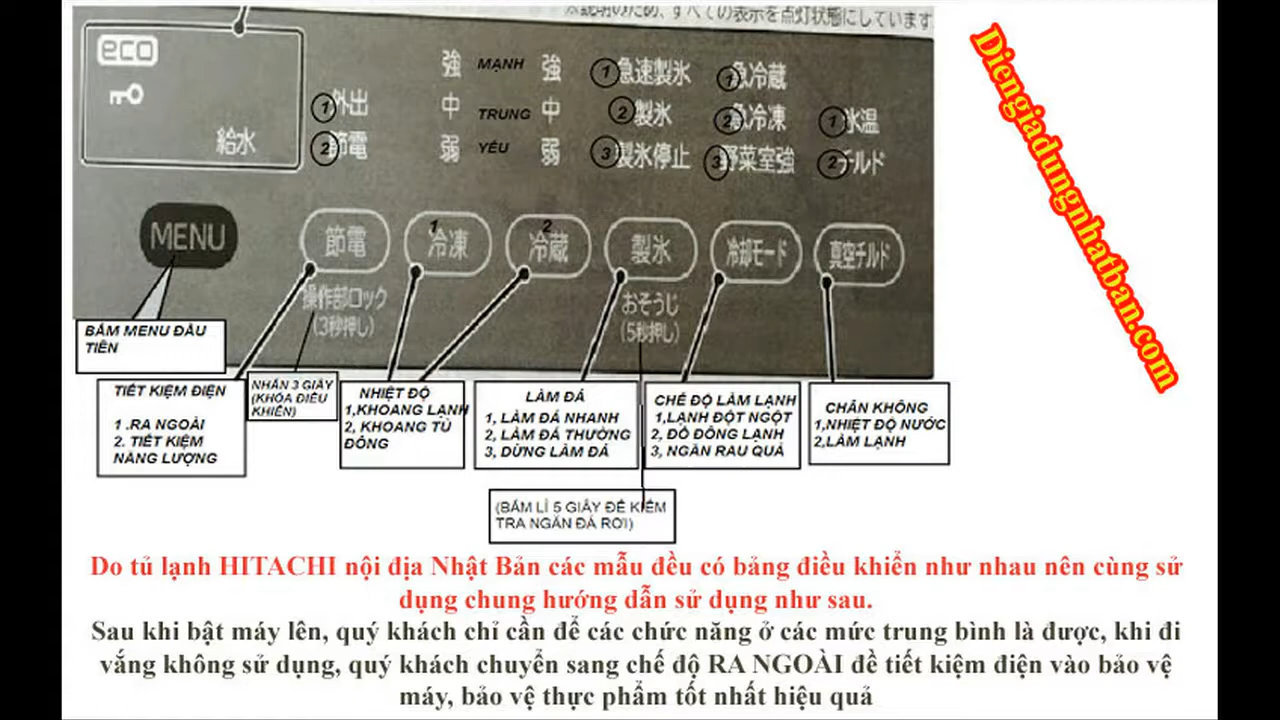 ※説明のため、すべての表示を点灯状態にしています
eco
給水
1 外出
2 節電
強 MẠNH 強
中 TRUNG 中
弱 YẾU 弱
1 急速製氷
2 製氷
3 製氷停止
1 急冷蔵
2 急冷凍
3 野菜室強
1 氷温
2 チルド
MENU
節電
1 冷凍
2 冷蔵
製氷
冷却モード
真空チルド
操作部ロック
(3秒押し)
おそうじ
(5秒押し)
BẤM MENU ĐẦU
TIÊN
TIẾT KIỆM ĐIỆN
1 .RA NGOÀI
2. TIẾT KIỆM
NĂNG LƯỢNG
NHẤN 3 GIÂY
(KHÓA ĐIỀU
KHIỂN)
NHIỆT ĐỘ
1,KHOANG LẠNH
2, KHOANG TỦ
ĐÔNG
LÀM ĐÁ
1, LÀM ĐÁ NHANH
2, LÀM ĐÁ THƯỜNG
3, DỪNG LÀM ĐÁ
CHẾ ĐỘ LÀM LẠNH
1,LẠNH ĐỘT NGỘT
2, ĐỒ ĐÔNG LẠNH
3, NGĂN RAU QUẢ
CHÂN KHÔNG
1,NHIỆT ĐỘ NƯỚC
2,LÀM LẠNH
(BẤM LÌ 5 GIÂY ĐỂ KIỂM
TRA NGĂN ĐÁ RƠI)
Diengiadungnhatban.com
Do tủ lạnh HITACHI nội địa Nhật Bản các mẫu đều có bảng điều khiển như nhau nên cùng sử
dụng chung hướng dẫn sử dụng như sau.
Sau khi bật máy lên, quý khách chỉ cần để các chức năng ở các mức trung bình là được, khi đi
vắng không sử dụng, quý khách chuyển sang chế độ RA NGOÀI đề tiết kiệm điện vào bảo vệ
máy, bảo vệ thực phẩm tốt nhất hiệu quả